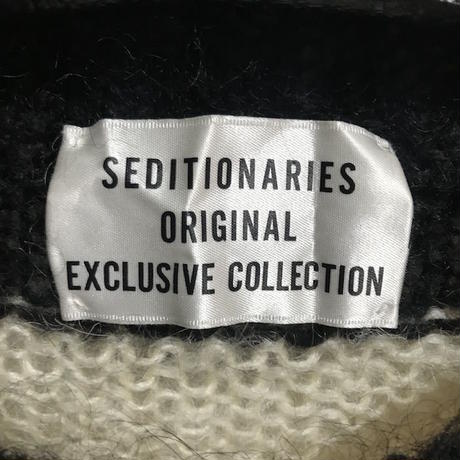 SEDITIONARIES
ORIGINAL
EXCLUSIVE COLLECTION